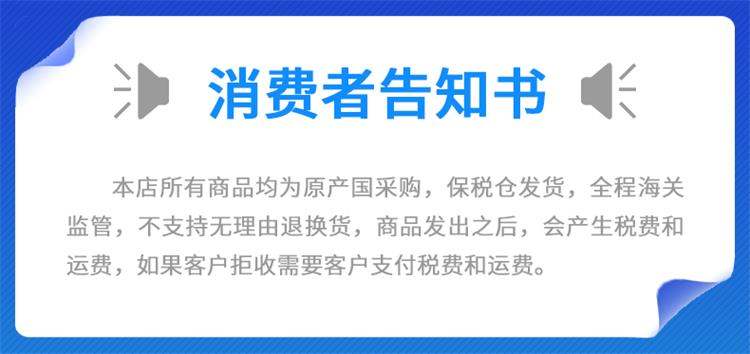 消费者告知书
本店所有商品均为原产国采购，保税仓发货，全程海关
监管，不支持无理由退换货，商品发出之后，会产生税费和
运费，如果客户拒收需要客户支付税费和运费。